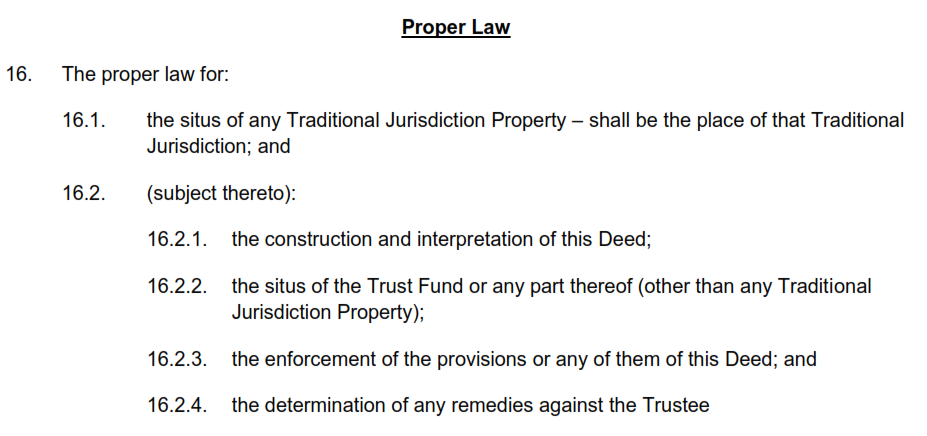 Proper Law
16. The proper law for:
16.1. the situs of any Traditional Jurisdiction Property – shall be the place of that Traditional
Jurisdiction; and
16.2. (subject thereto):
16.2.1. the construction and interpretation of this Deed;
16.2.2. the situs of the Trust Fund or any part thereof (other than any Traditional
Jurisdiction Property);
16.2.3. the enforcement of the provisions or any of them of this Deed; and
16.2.4. the determination of any remedies against the Trustee